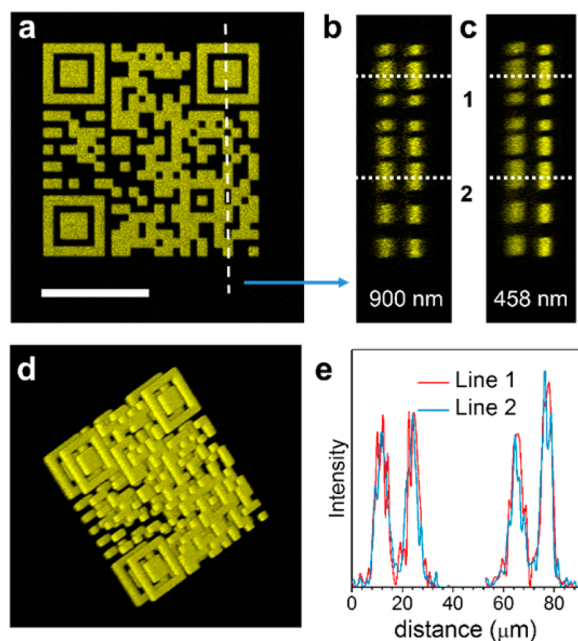 a
b
c
1
2
900 nm
458 nm
d
e
Line 1
Line 2
Intensity
0 20 40 60 80
distance (μm)